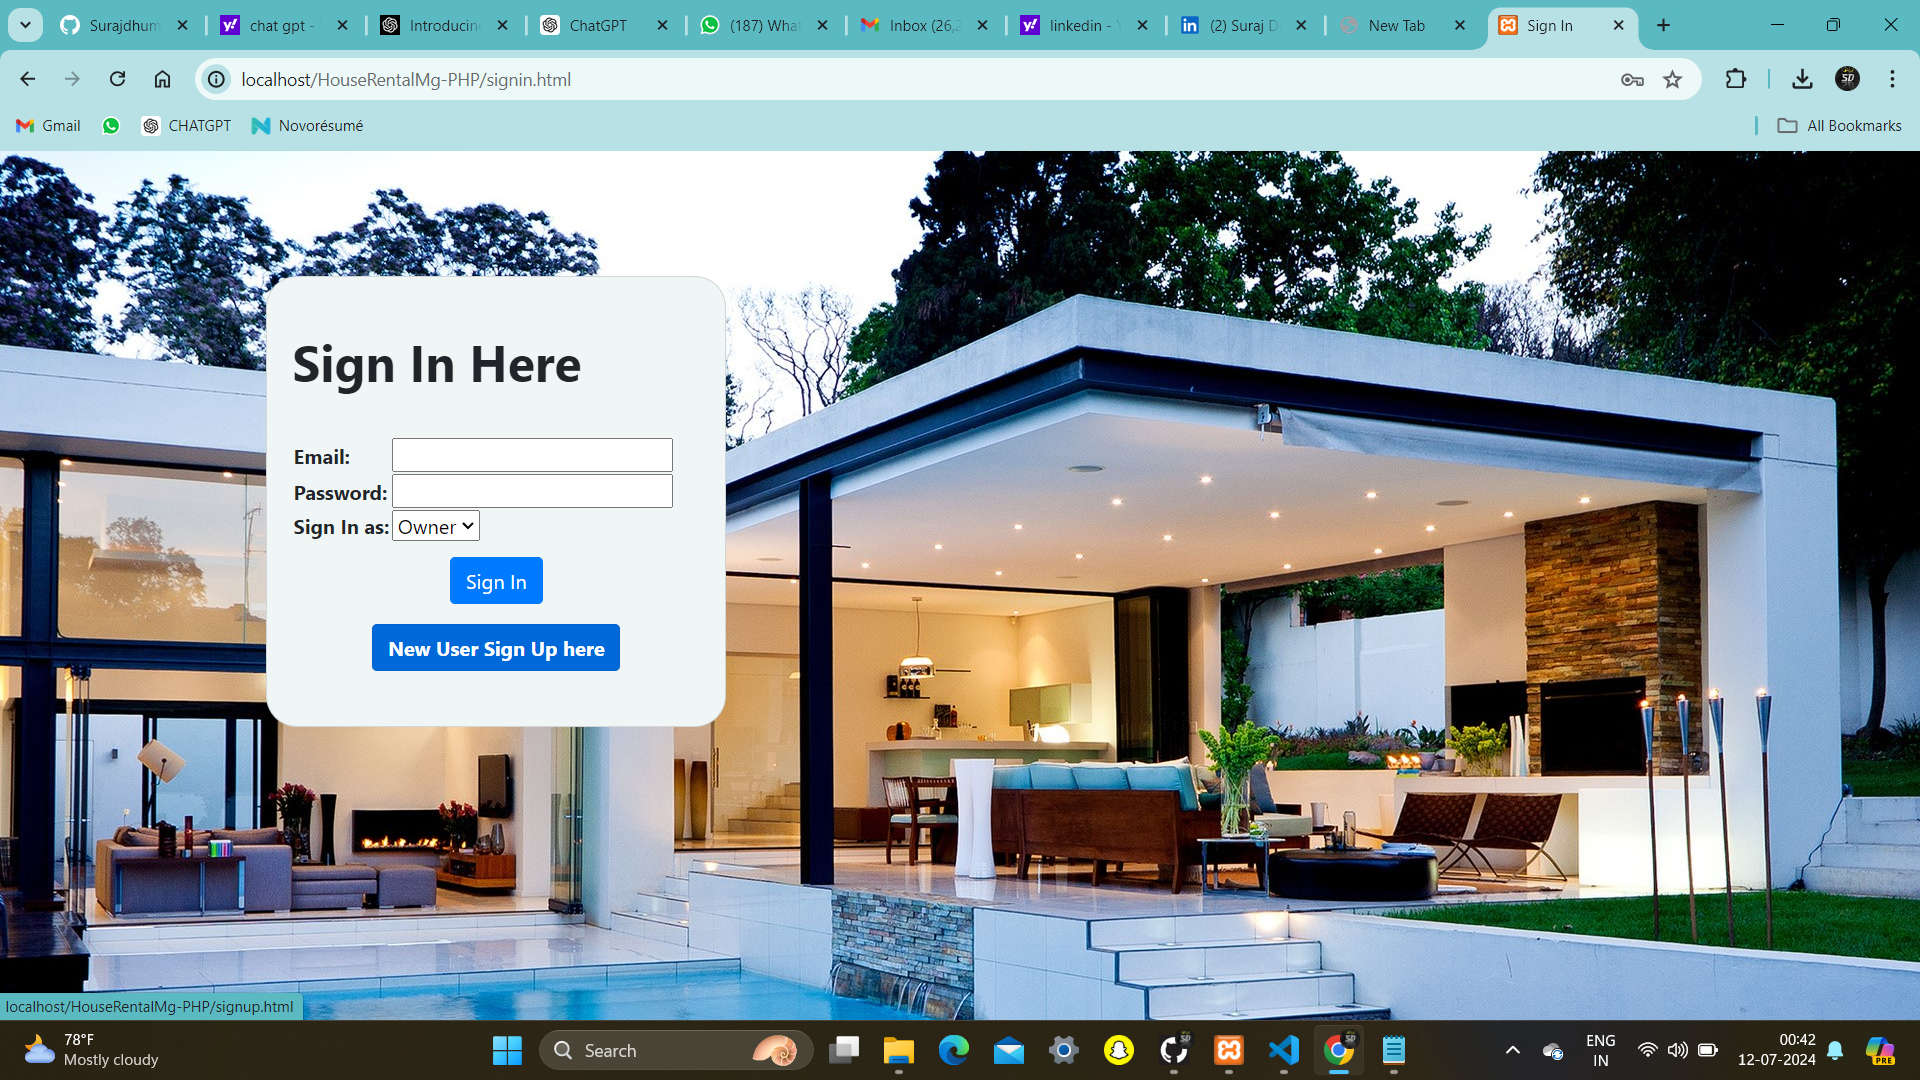 Surajdhum
chat gpt -
Introducin
ChatGPT
(187) What
Inbox (26,2
linkedin - Y
(2) Suraj D
New Tab
Sign In
localhost/HouseRentalMg-PHP/signin.html
SD
Gmail
CHATGPT
Novorésumé
All Bookmarks
Sign In Here
Email:
Password:
Sign In as: Owner
Sign In
New User Sign Up here
localhost/HouseRentalMg-PHP/signup.html
78°F
Mostly cloudy
Search
ENG
IN
00:42
12-07-2024
PRE